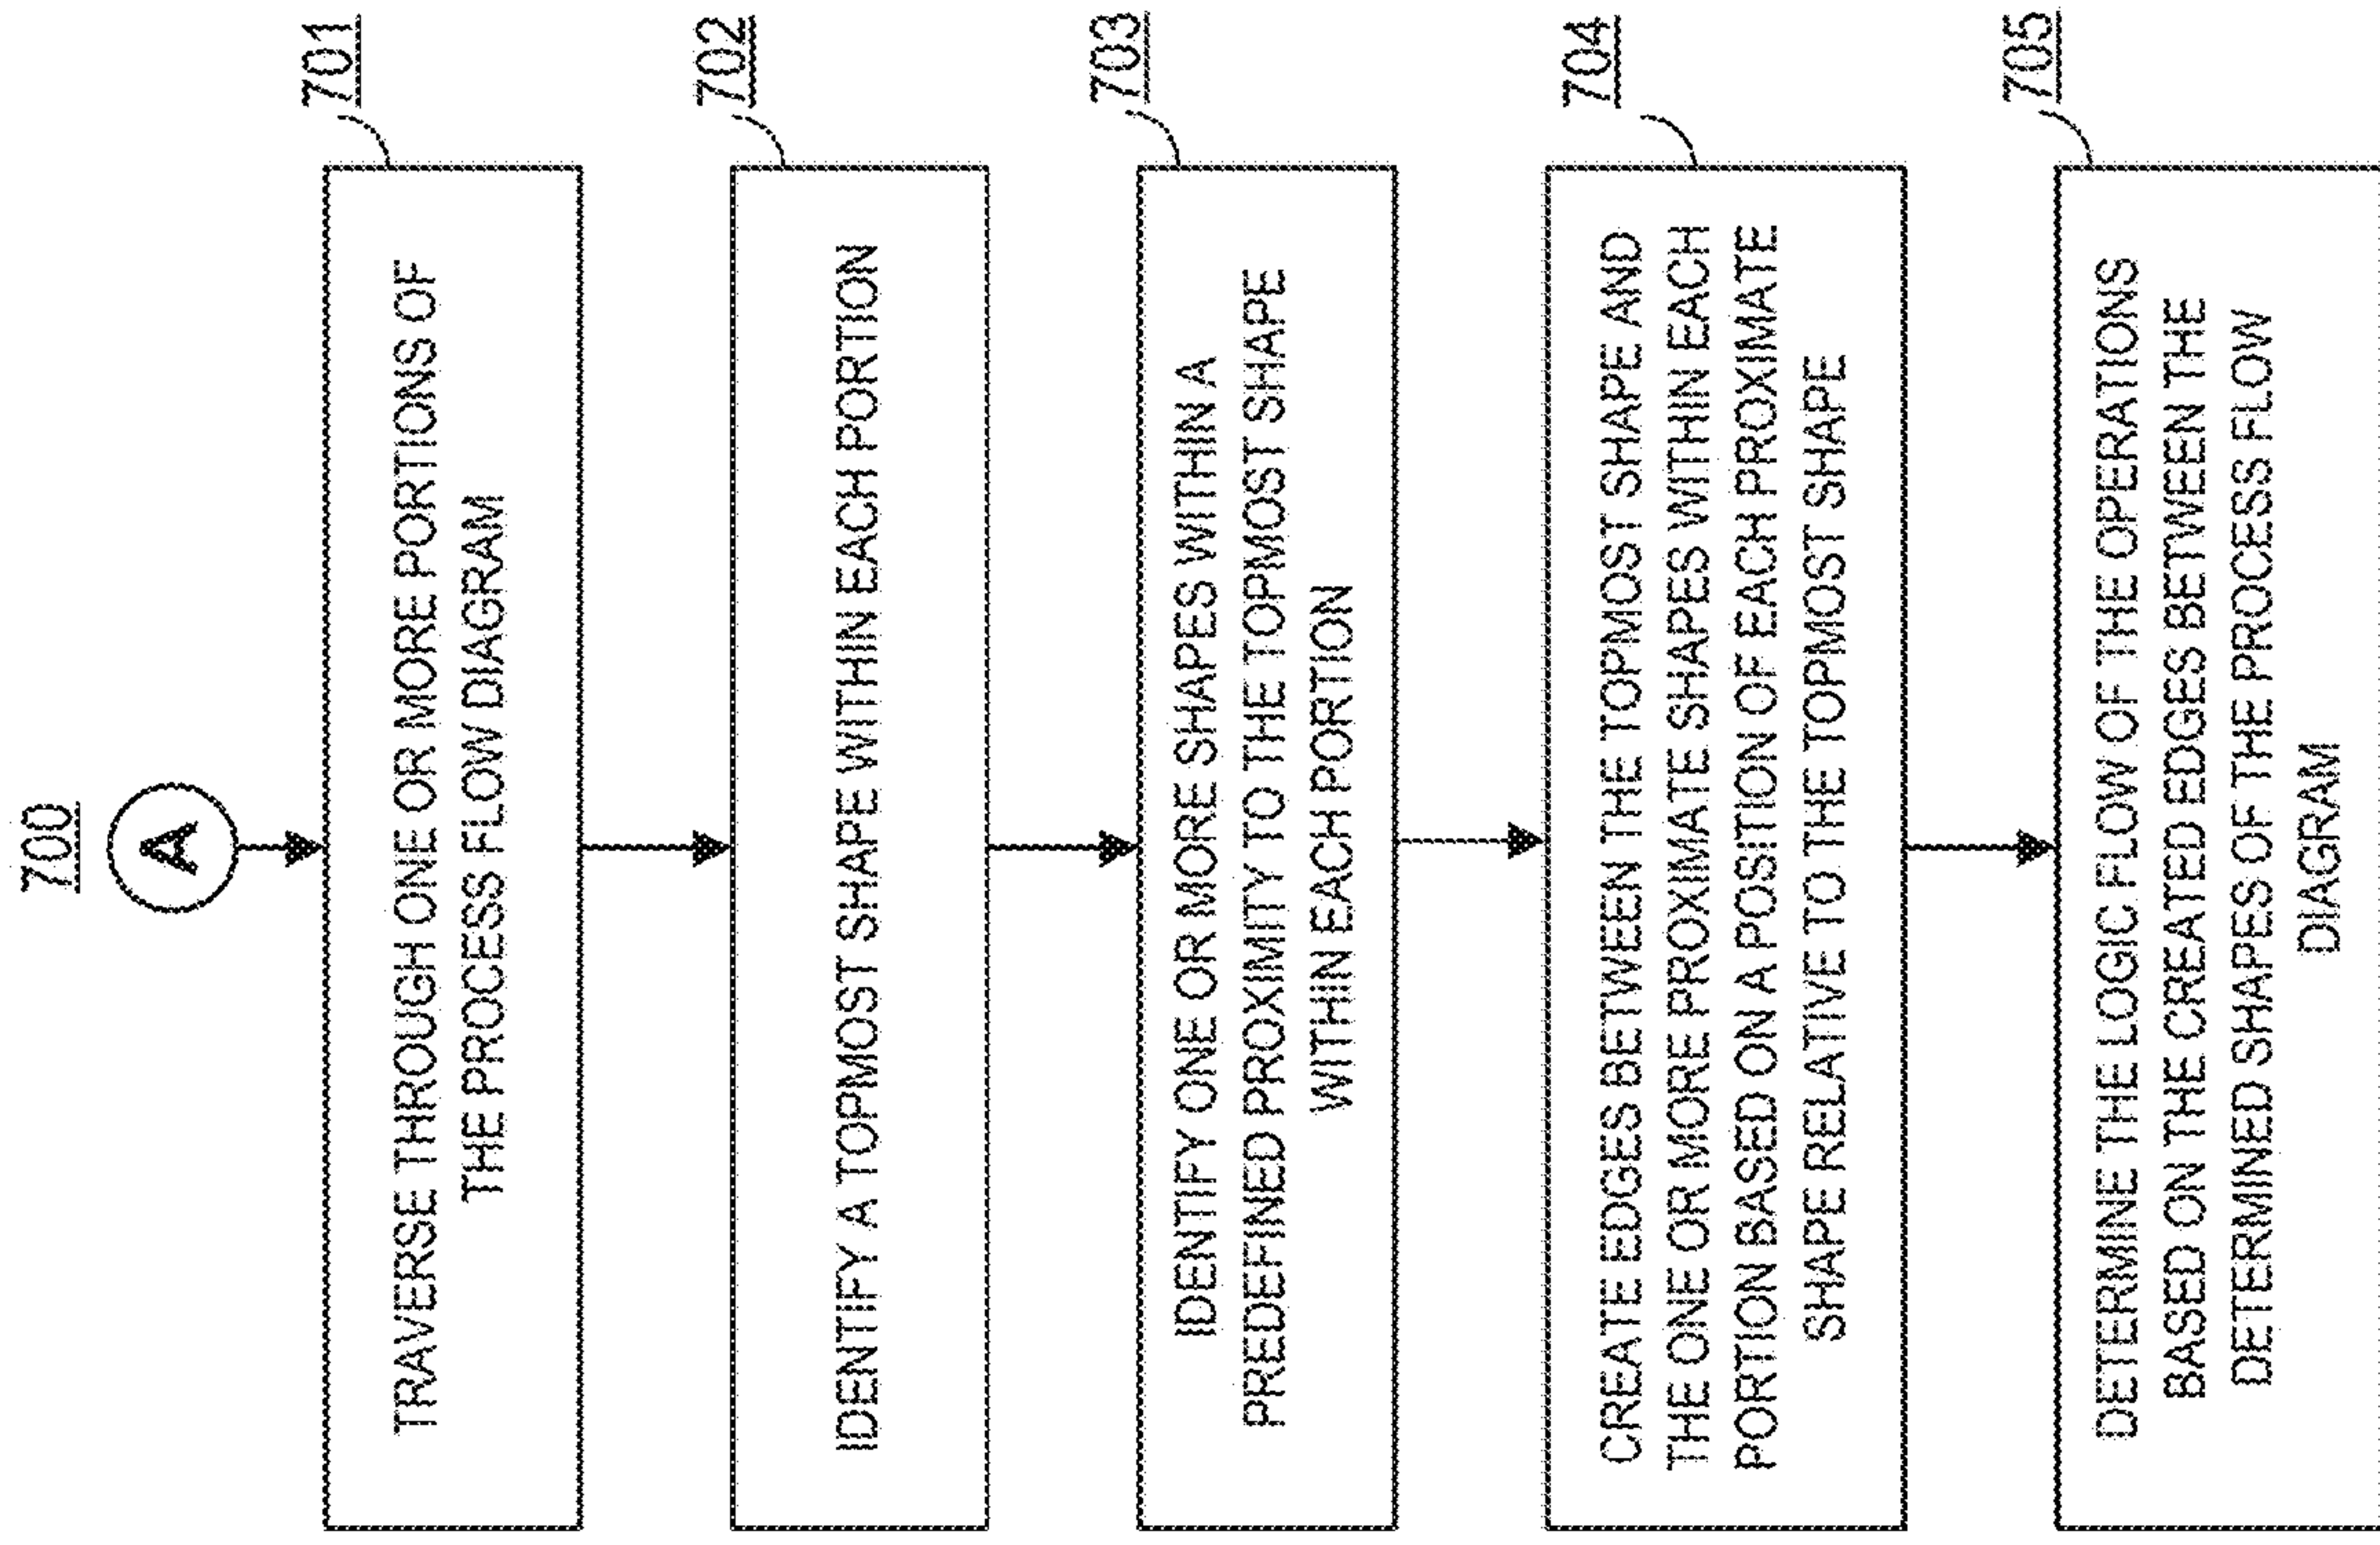 700
A
701
TRAVERSE THROUGH ONE OR MORE PORTIONS OF
THE PROCESS FLOW DIAGRAM
702
IDENTIFY A TOPMOST SHAPE WITHIN EACH PORTION
703
IDENTIFY ONE OR MORE SHAPES WITHIN A
PREDEFINED PROXIMITY TO THE TOPMOST SHAPE
WITHIN EACH PORTION
704
CREATE EDGES BETWEEN THE TOPMOST SHAPE AND
THE ONE OR MORE PROXIMATE SHAPES WITHIN EACH
PORTION BASED ON A POSITION OF EACH PROXIMATE
SHAPE RELATIVE TO THE TOPMOST SHAPE
705
DETERMINE THE LOGIC FLOW OF THE OPERATIONS
BASED ON THE CREATED EDGES BETWEEN THE
DETERMINED SHAPES OF THE PROCESS FLOW
DIAGRAM